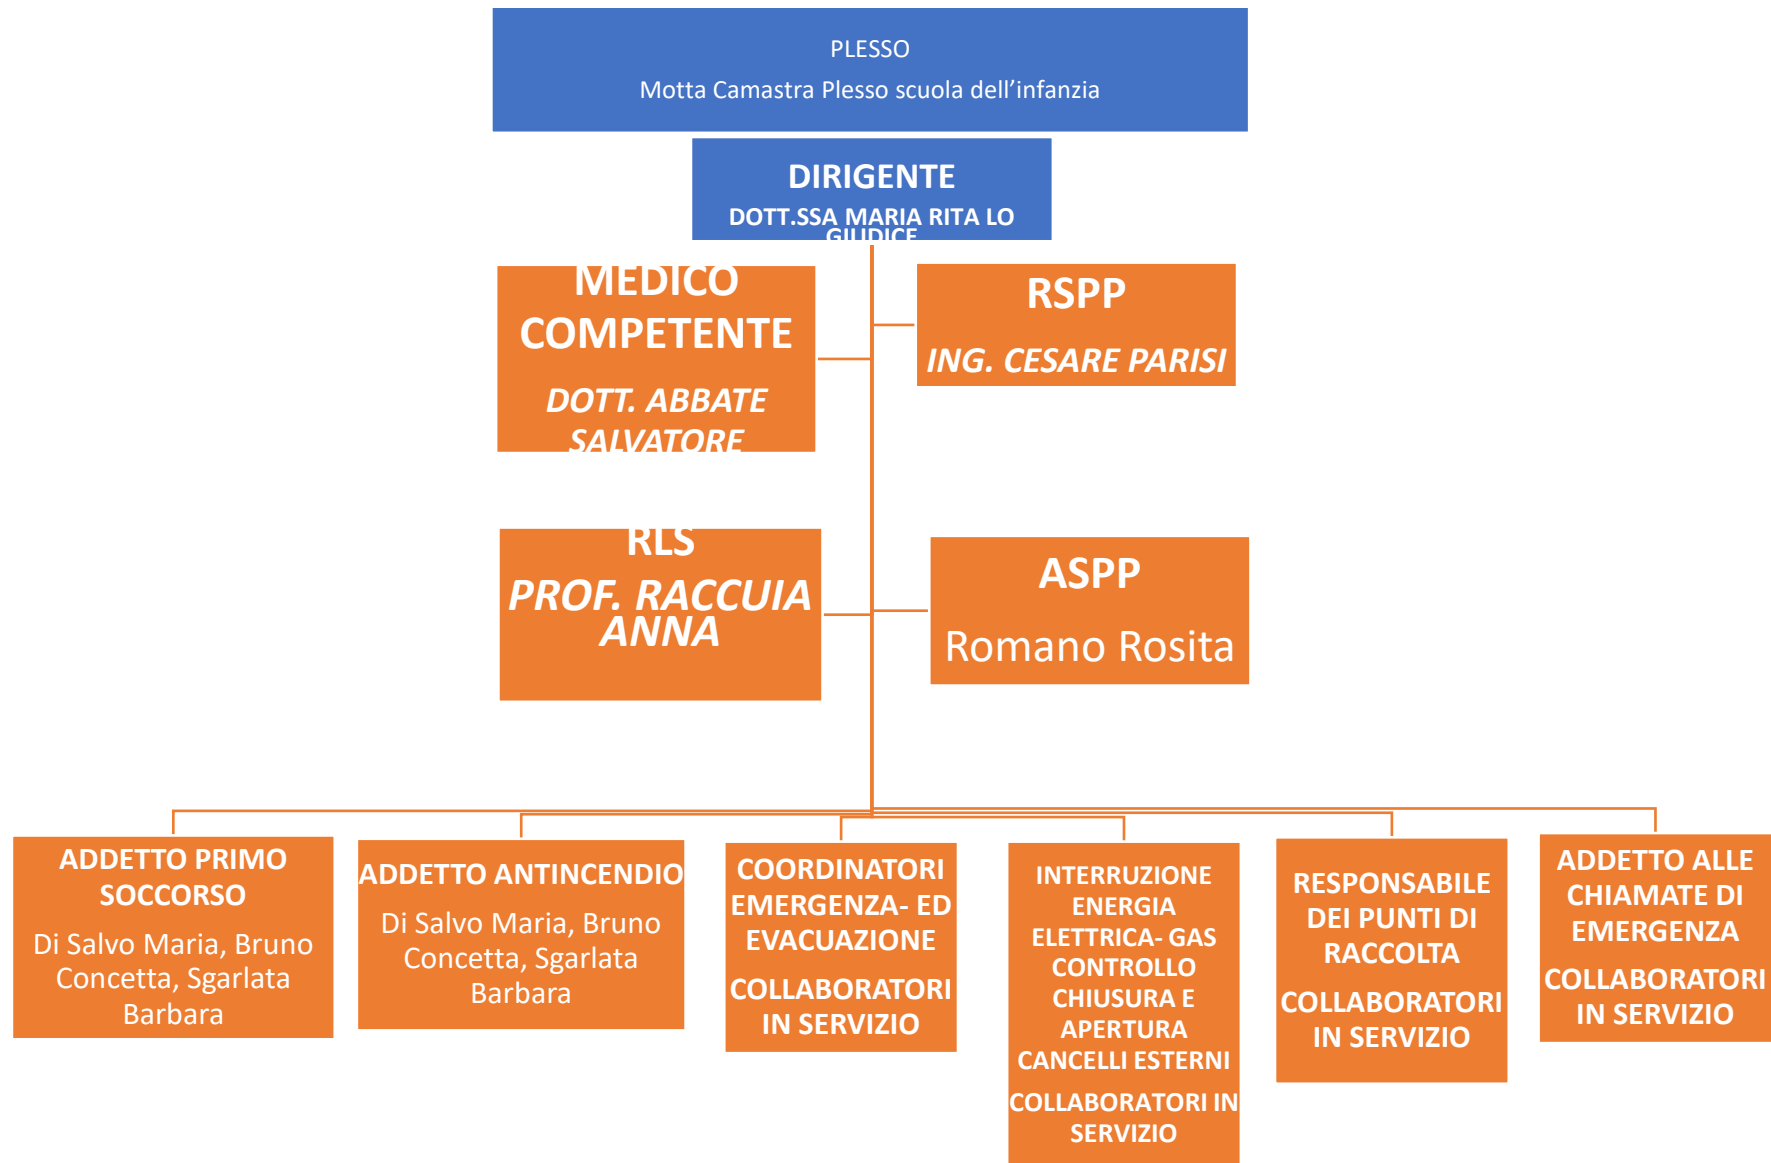 PLESSO
Motta Camastra Plesso scuola dell’infanzia
DIRIGENTE
DOTT.SSA MARIA RITA LO
GIUDICE
MEDICO
COMPETENTE
DOTT. ABBATE
SALVATORE
RSPP
ING. CESARE PARISI
RLS
PROF. RACCUIA
ANNA
ASPP
Romano Rosita
ADDETTO PRIMO
SOCCORSO
Di Salvo Maria, Bruno
Concetta, Sgarlata
Barbara
ADDETTO ANTINCENDIO
Di Salvo Maria, Bruno
Concetta, Sgarlata
Barbara
COORDINATORI
EMERGENZA- ED
EVACUAZIONE
COLLABORATORI
IN SERVIZIO
INTERRUZIONE
ENERGIA
ELETTRICA- GAS
CONTROLLO
CHIUSURA E
APERTURA
CANCELLI ESTERNI
COLLABORATORI IN
SERVIZIO
RESPONSABILE
DEI PUNTI DI
RACCOLTA
COLLABORATORI
IN SERVIZIO
ADDETTO ALLE
CHIAMATE DI
EMERGENZA
COLLABORATORI
IN SERVIZIO